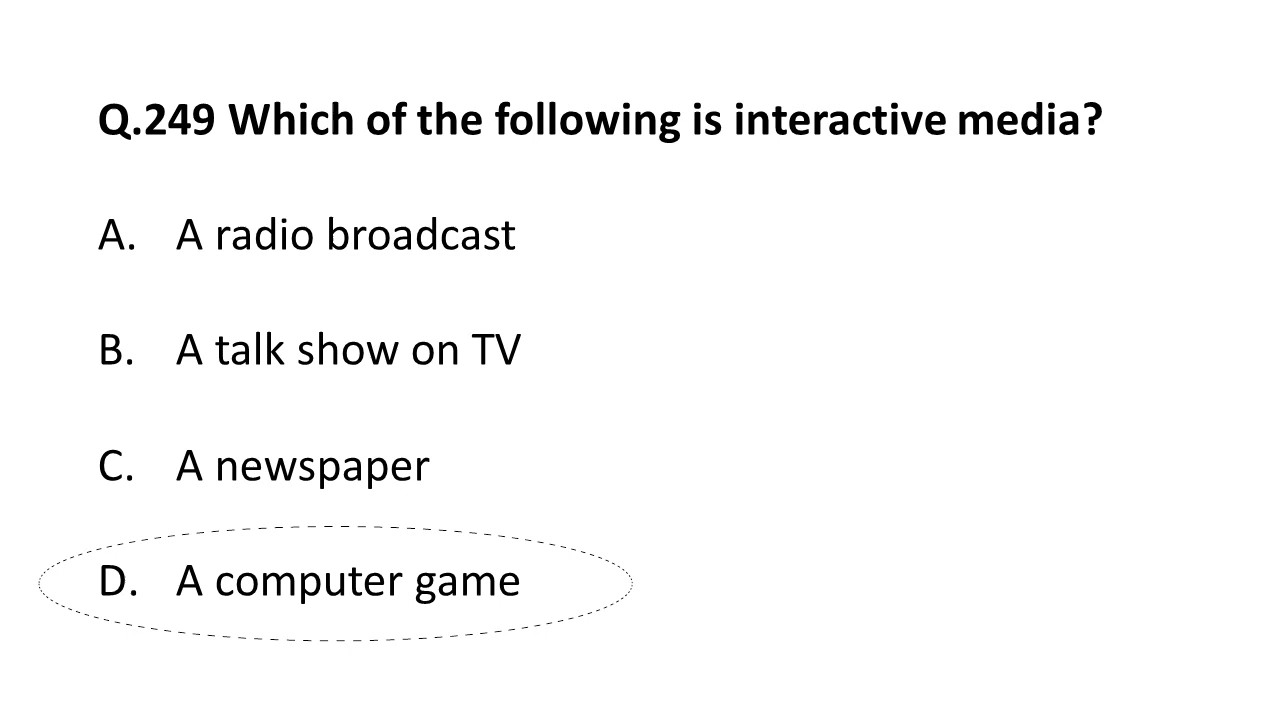 Q.249 Which of the following is interactive media?
A. A radio broadcast
B. A talk show on TV
C. A newspaper
D. A computer game